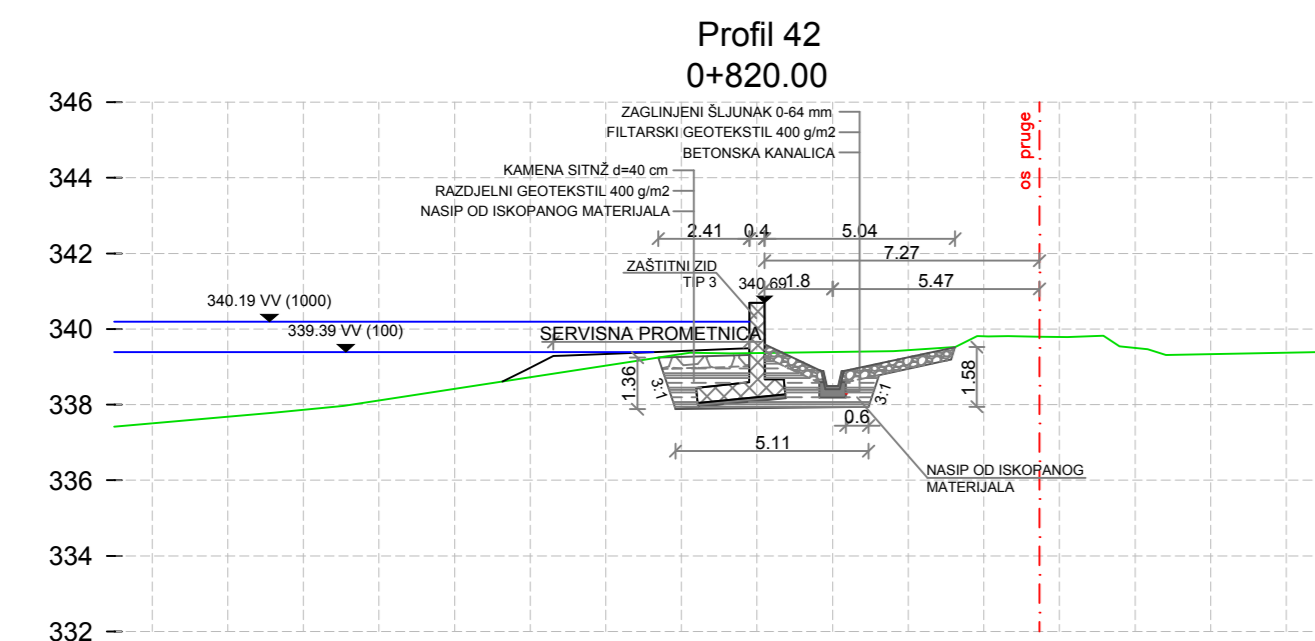 Profil 42
0+820.00
346
344
342
340
338
336
334
332
ZAGLINJENI ŠLJUNAK 0-64 mm
FILTARSKI GEOTEKSTIL 400 g/m2
BETONSKA KANALICA
KAMENA SITNŽ d=40 cm
RAZDJELNI GEOTEKSTIL 400 g/m2
NASIP OD ISKOPANOG MATERIJALA
os pruge
2.41
0.4
5.04
7.27
ZAŠTITNI ZID
TIP 3
340.69
1.8
5.47
340.19 VV (1000)
339.39 VV (100)
SERVISNA PROMETNICA
1.36
3:1
3:1
1.58
0.6
5.11
NASIP OD ISKOPANOG
MATERIJALA